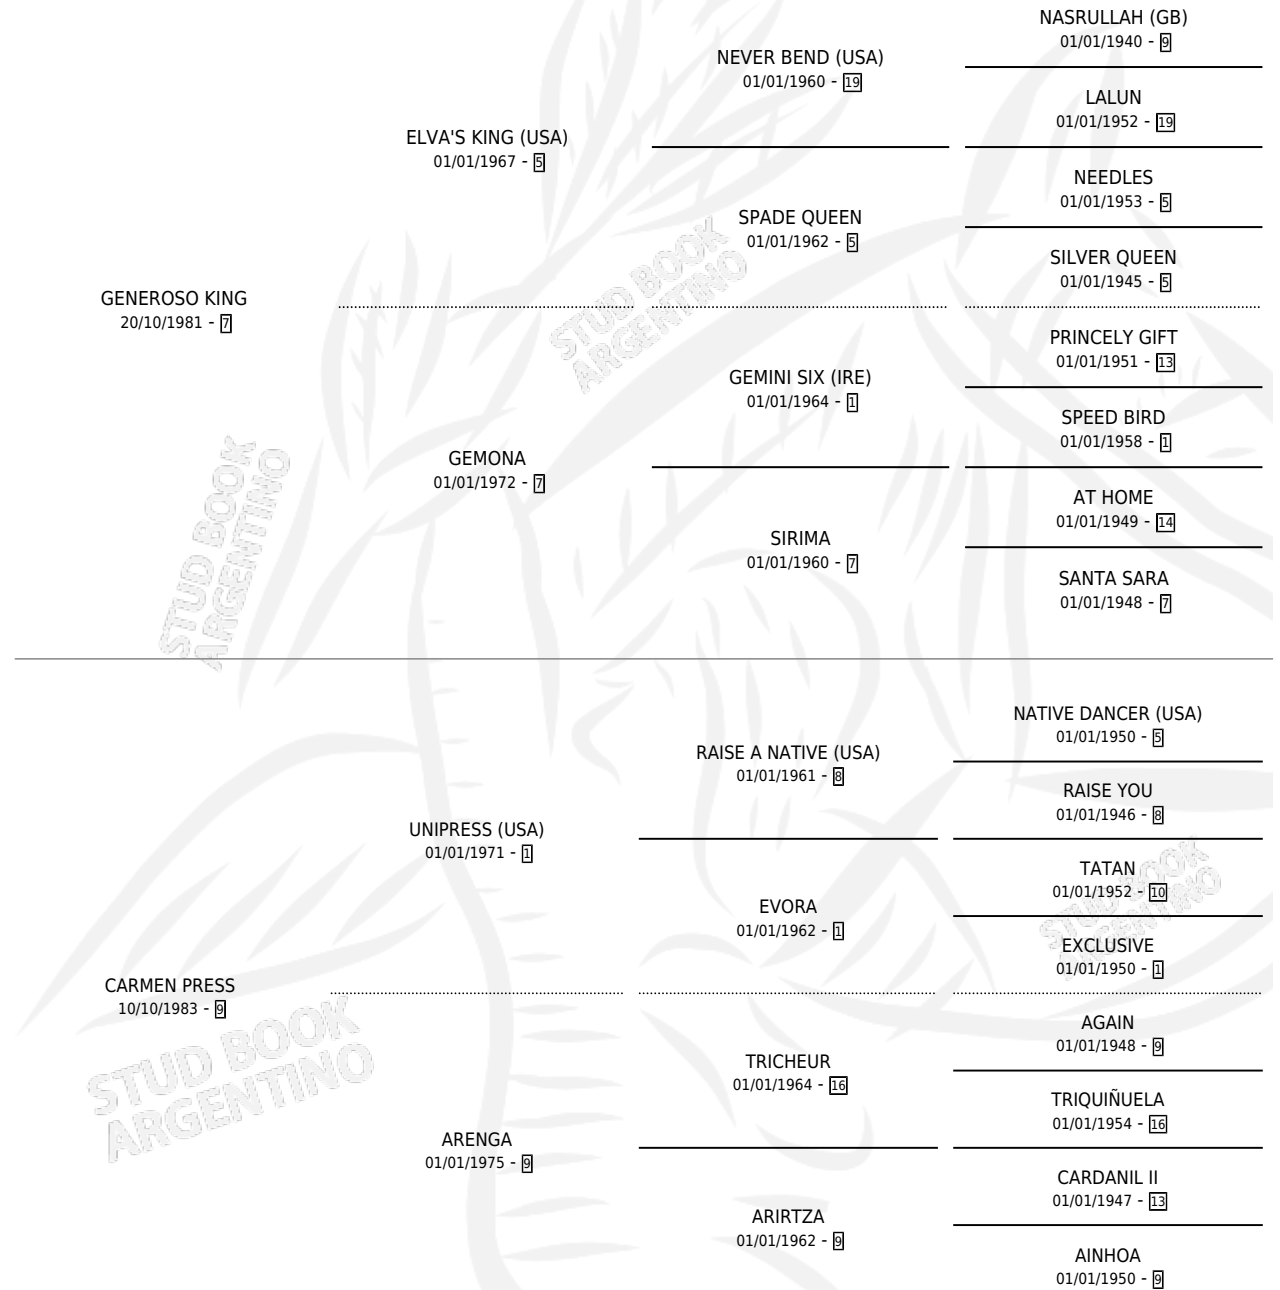 NASRULLAH (GB)
01/01/1940 - 9
NEVER BEND (USA)
01/01/1960 - 19
LALUN
01/01/1952 - 19
ELVA'S KING (USA)
01/01/1967 - 5
NEEDLES
01/01/1953 - 5
SPADE QUEEN
01/01/1962 - 5
SILVER QUEEN
01/01/1945 - 5
GENEROSO KING
20/10/1981 - 7
PRINCELY GIFT
01/01/1951 - 13
GEMINI SIX (IRE)
01/01/1964 - 1
SPEED BIRD
01/01/1958 - 1
GEMONA
01/01/1972 - 7
AT HOME
01/01/1949 - 14
SIRIMA
01/01/1960 - 7
SANTA SARA
01/01/1948 - 7
STUD BOOK
ARGENTINO
STUD BOOK
ARGENTINO
NATIVE DANCER (USA)
01/01/1950 - 5
RAISE A NATIVE (USA)
01/01/1961 - 8
RAISE YOU
01/01/1946 - 8
UNIPRESS (USA)
01/01/1971 - 1
TATAN
01/01/1952 - 10
EVORA
01/01/1962 - 1
EXCLUSIVE
01/01/1950 - 1
CARMEN PRESS
10/10/1983 - 9
AGAIN
01/01/1948 - 9
TRICHEUR
01/01/1964 - 16
TRIQUIÑUELA
01/01/1954 - 16
ARENGA
01/01/1975 - 9
CARDANIL II
01/01/1947 - 13
ARIRTZA
01/01/1962 - 9
AINHOA
01/01/1950 - 9
STUD BOOK
ARGENTINO
STUD BOOK
ARGENTINO